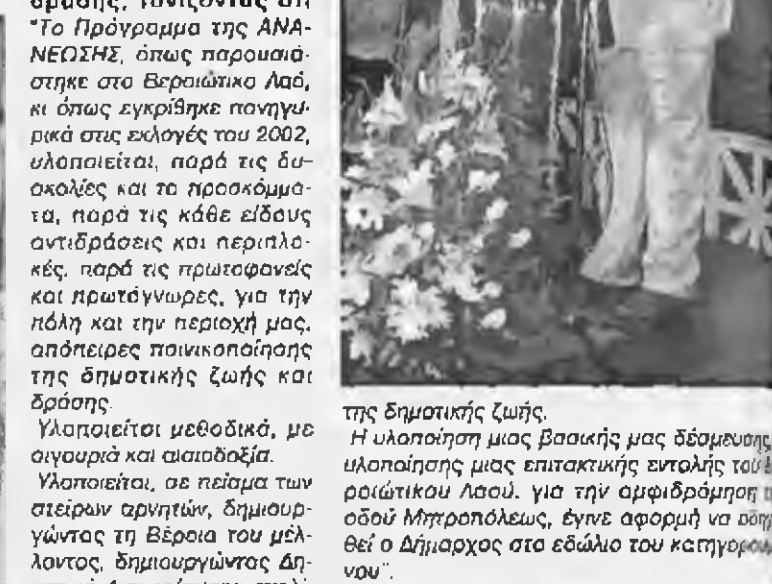 δράσης, τονίζοντας ότι
"Το Πρόγραμμα της ΑΝΑ-
ΝΕΩΣΗΣ, όπως παρουσιά-
στηκε στο Βεροιώτικο Λαό,
κι όπως εγκρίθηκε πανηγυ-
ρικά στις εκλογές του 2002,
υλοποιείται, παρά τις δυ-
σκολίες και τα προσκόμμα-
τα, παρά τις κάθε είδους
αντιδράσεις και περιπλο-
κές, παρά τις πρωτοφανείς
και πρωτόγνωρες, για την
πόλη και την περιοχή μας,
απόπειρες ποινικοποίησης
της δημοτικής ζωής και
δράσης.
Υλοποιείται μεθοδικά, με
σιγουριά και αισιοδοξία.
Υλοποιείται, σε πείσμα των
στείρων αρνητών, δημιουρ-
γώντας τη Βέροια του μέλ-
λοντος, δημιουργώντας Δη-
της δημοτικής ζωής.
Η υλοποίηση μιας βασικής μας δέσμευσης,
υλοποίησης μιας επιτακτικής εντολής του
ροιώτικου Λαού, για την αμφιδρόμηση
οδού Μητροπόλεως, έγινε αφορμή να οδη
θεί ο Δήμαρχος στο εδώλιο του κατηγορου
νου".